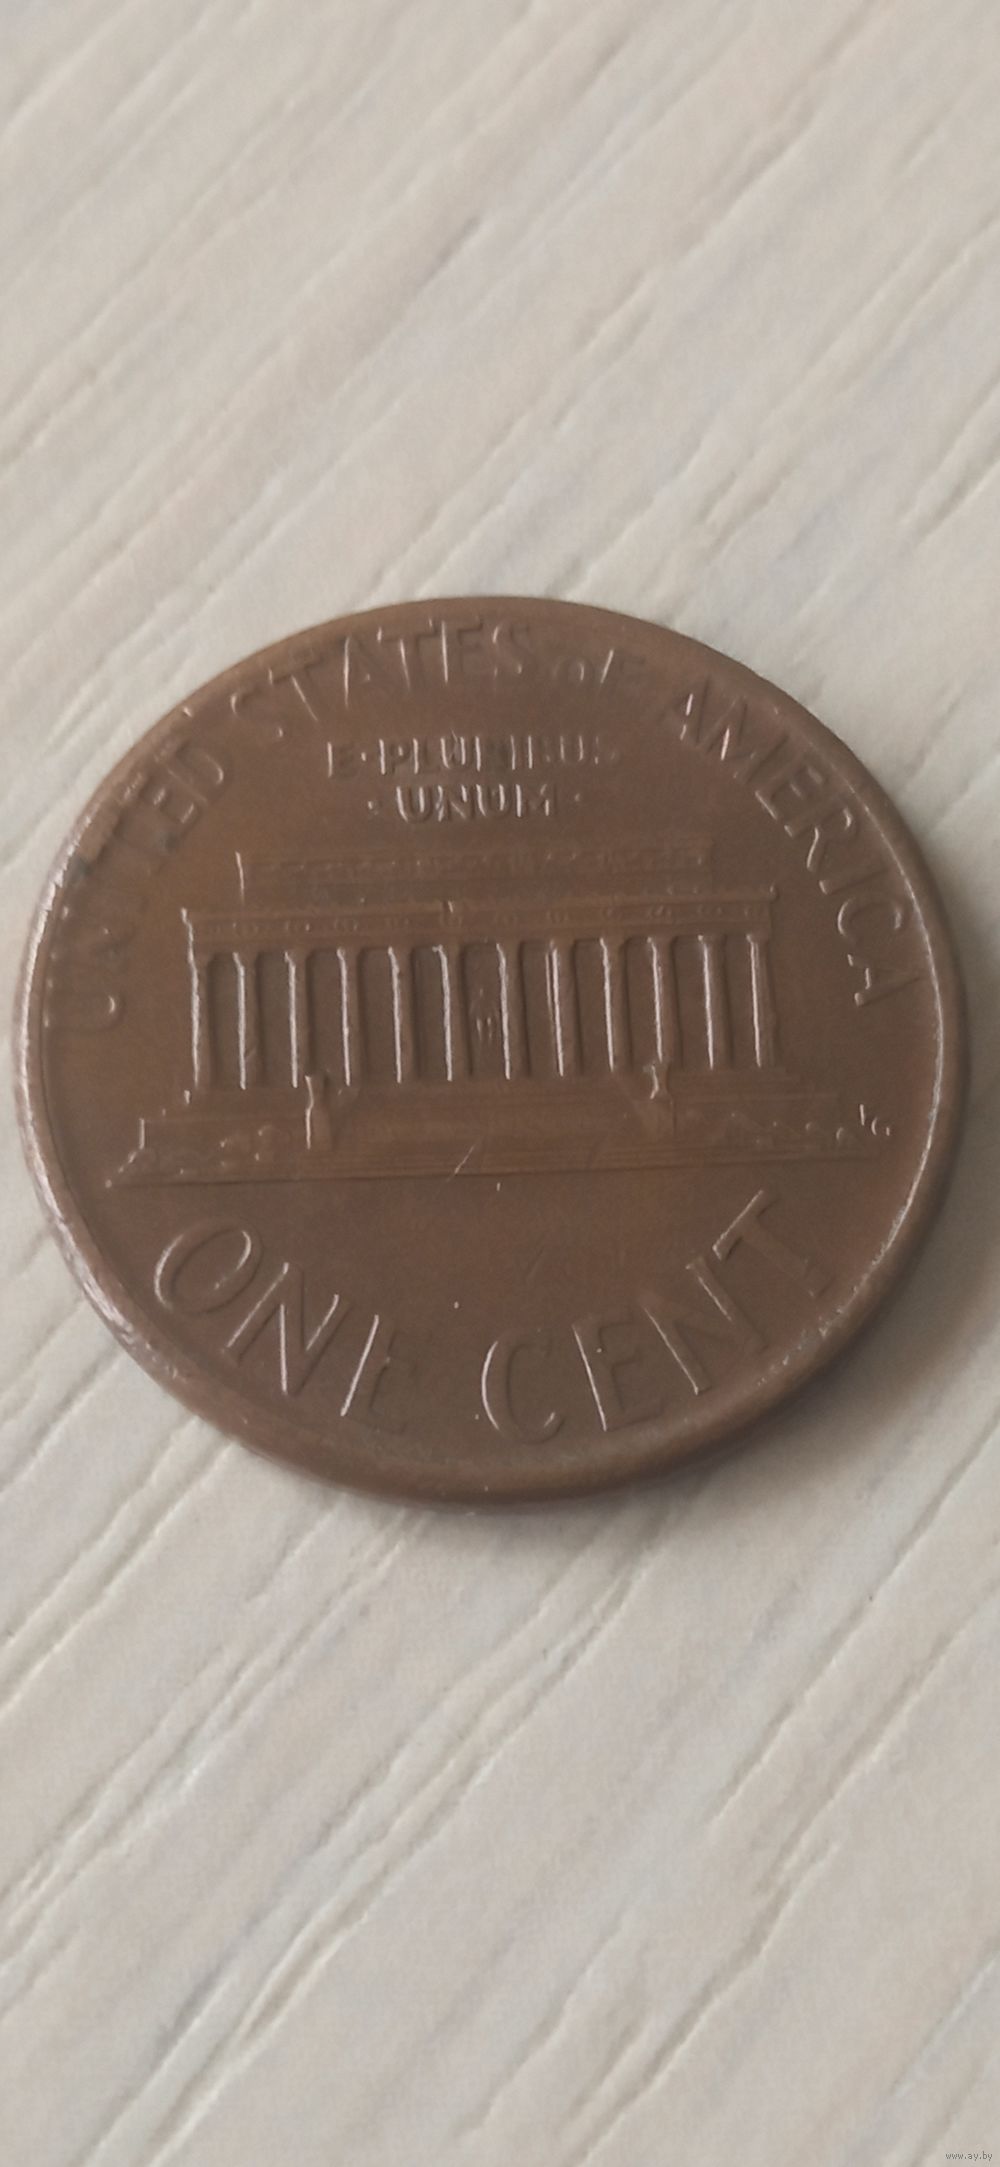 UNITED STATES OF AMERICA
E·PLURIBUS
·UNUM·
ONE CENT
www.ay.by